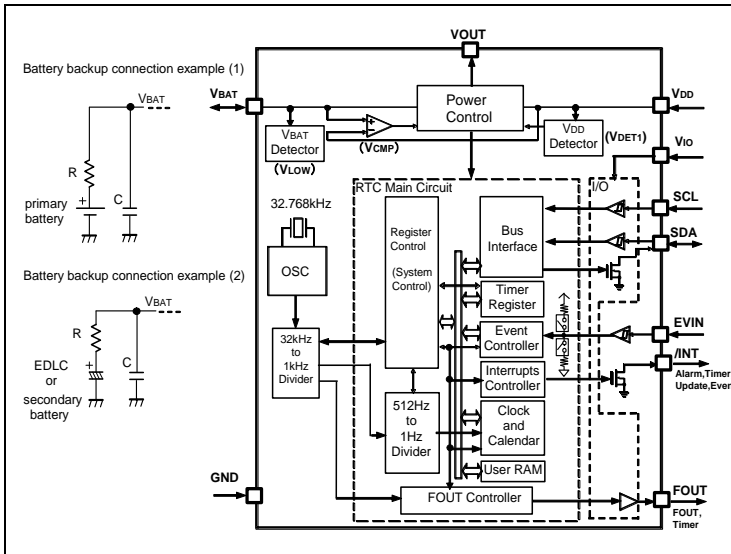 VOUT
Battery backup connection example (1)
VBAT
R
C
+
primary
battery
Battery backup connection example (2)
VBAT
R
C
+
EDLC
or
secondary
battery
VBAT
VDD
Power
Control
+
−
(VCMP)
VBAT
Detector
(VLOW)
VDD
Detector
(VDET1)
VIO
RTC Main Circuit
I/O
SCL
SDA
32.768kHz
OSC
Register
Control
(System
Control)
Bus
Interface
Timer
Register
Event
Controller
EVIN
32kHz
to
1kHz
Divider
Interrupts
Controller
/INT
Alarm,Timer
Update,Even
512Hz
to
1Hz
Divider
Clock
and
Calendar
User RAM
GND
FOUT Controller
FOUT
FOUT,
Timer